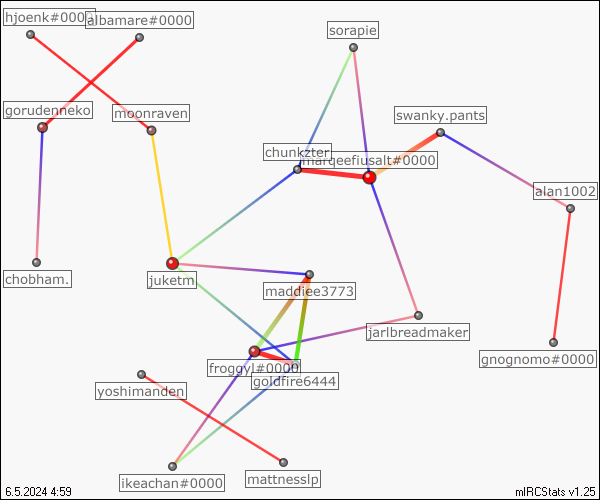 hjoenk#0000
albamare#0000
sorapie
gorudenneko
moonraven
swanky.pants
chunkzter
marqeefiusalt#0000
alan1002
chobham.
juketm
maddiee3773
jarlbreadmaker
gnognomo#0000
froggyl#0000
goldfire6444
yoshimanden
ikeachan#0000
mattnesslp
6.5.2024 4:59
mIRCStats v1.25